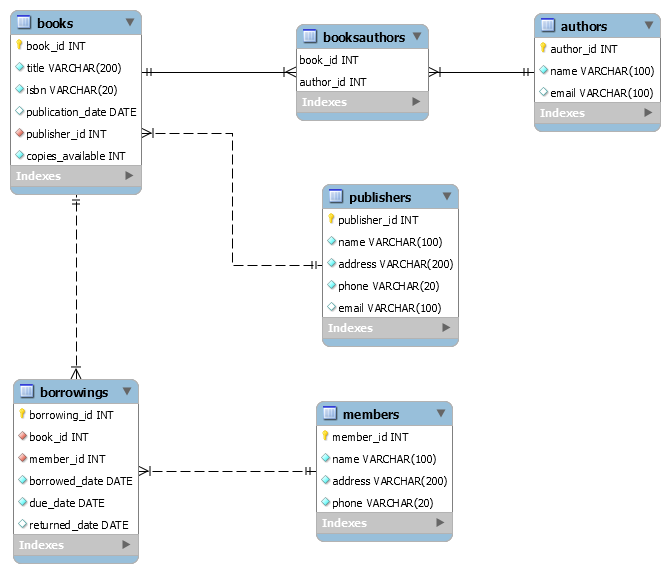 books
book_id INT
title VARCHAR(200)
isbn VARCHAR(20)
publication_date DATE
publisher_id INT
copies_available INT
Indexes
booksauthors
book_id INT
author_id INT
Indexes
authors
author_id INT
name VARCHAR(100)
email VARCHAR(100)
Indexes
publishers
publisher_id INT
name VARCHAR(100)
address VARCHAR(200)
phone VARCHAR(20)
email VARCHAR(100)
Indexes
borrowings
borrowing_id INT
book_id INT
member_id INT
borrowed_date DATE
due_date DATE
returned_date DATE
Indexes
members
member_id INT
name VARCHAR(100)
address VARCHAR(200)
phone VARCHAR(20)
Indexes